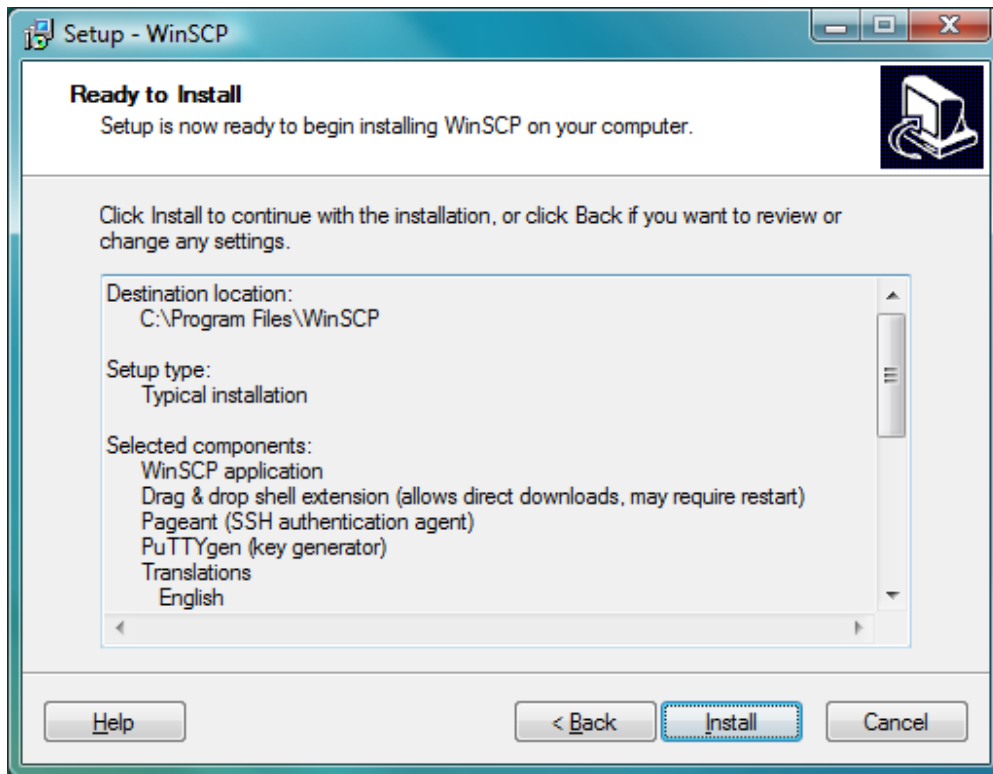 Setup - WinSCP
Ready to Install
Setup is now ready to begin installing WinSCP on your computer.
Click Install to continue with the installation, or click Back if you want to review or
change any settings.
Destination location:
C:\Program Files\WinSCP
Setup type:
Typical installation
Selected components:
WinSCP application
Drag & drop shell extension (allows direct downloads, may require restart)
Pageant (SSH authentication agent)
PuTTYgen (key generator)
Translations
English
Help
< Back
Install
Cancel